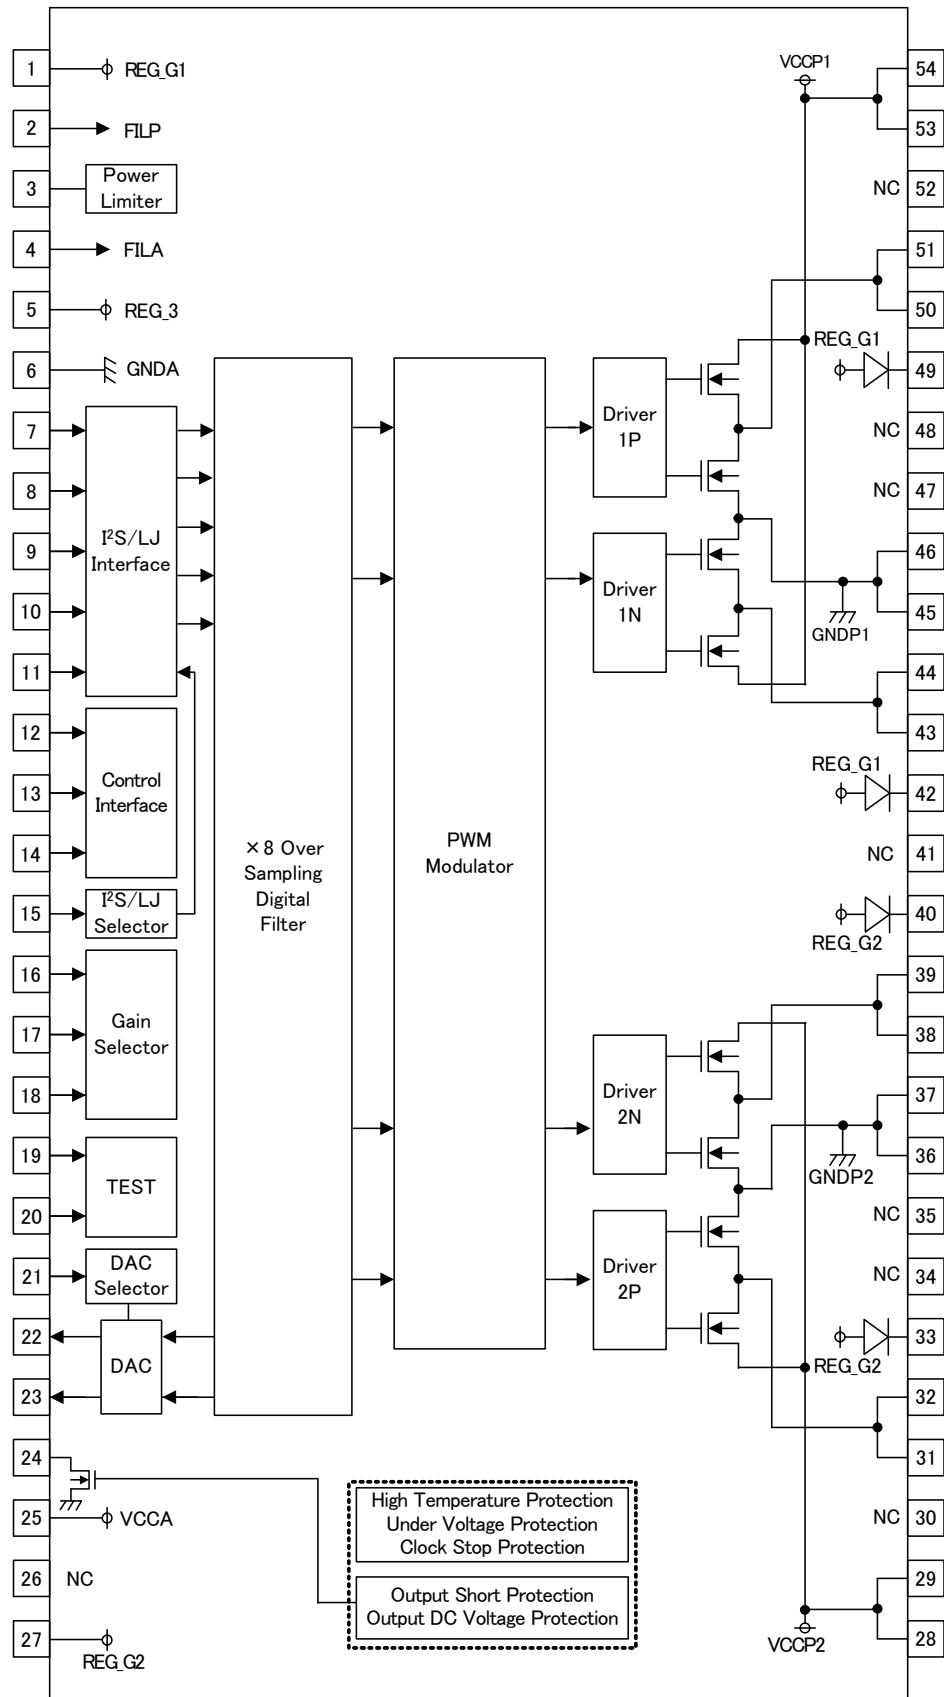 1 REG_G1 VCCP1 54
2 FILP 53
3 Power
Limiter NC 52
4 FILA 51
5 REG_3 50
REG_G1
6 GNDA 49
7 Driver
1P NC 48
8 NC 47
9 I²S/LJ
Interface 46
10 Driver
1N 45
GNDP1
11 44
12 43
REG_G1
13 Control
Interface 42
14 × 8 Over
Sampling
Digital
Filter PWM
Modulator NC 41
15 I²S/LJ
Selector 40
REG_G2
16 39
17 Gain
Selector 38
18 Driver
2N 37
19 36
GNDP2
TEST
20 NC 35
21 DAC
Selector Driver
2P NC 34
22 33
REG_G2
DAC
23 32
24 31
High Temperature Protection
Under Voltage Protection
Clock Stop Protection
25 VCCA NC 30
26 NC 29
Output Short Protection
Output DC Voltage Protection
27 28
REG_G2 VCCP2